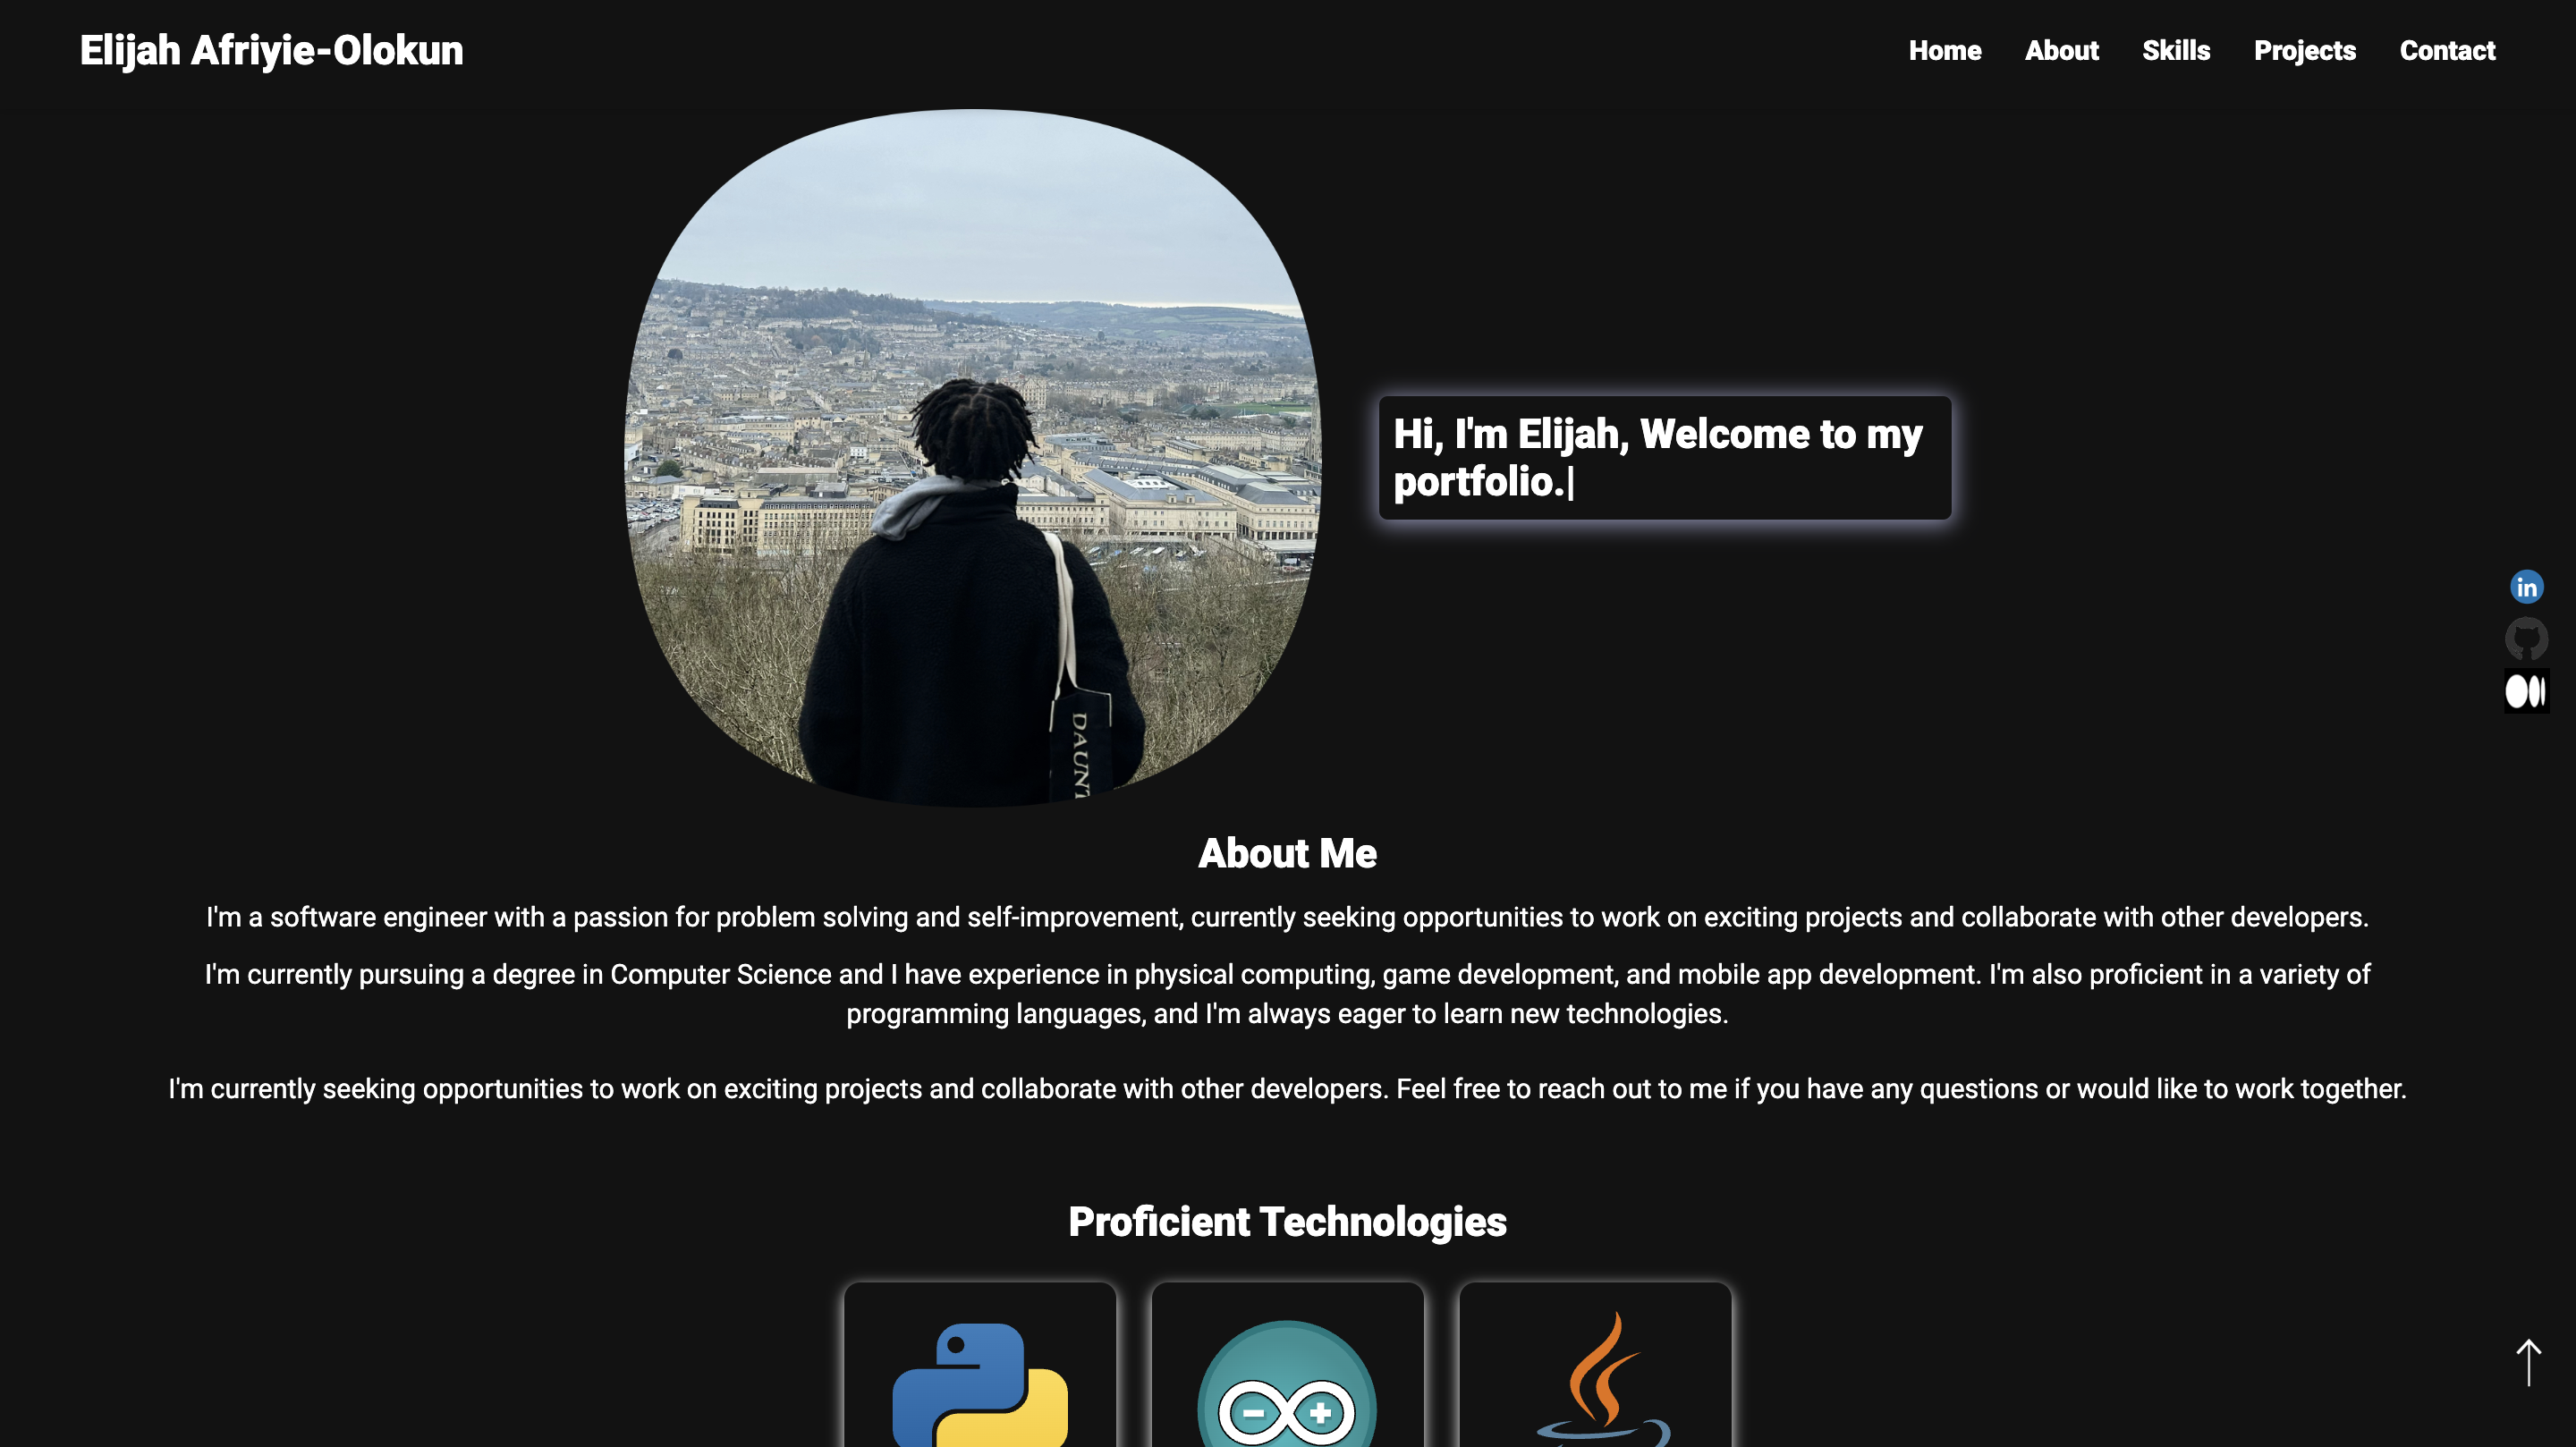 Elijah Afriyie-Olokun
Home About Skills Projects Contact
Hi, I'm Elijah, Welcome to my
portfolio.|
in
DAUNT
About Me
I'm a software engineer with a passion for problem solving and self-improvement, currently seeking opportunities to work on exciting projects and collaborate with other developers.
I'm currently pursuing a degree in Computer Science and I have experience in physical computing, game development, and mobile app development. I'm also proficient in a variety of
programming languages, and I'm always eager to learn new technologies.
I'm currently seeking opportunities to work on exciting projects and collaborate with other developers. Feel free to reach out to me if you have any questions or would like to work together.
Proficient Technologies